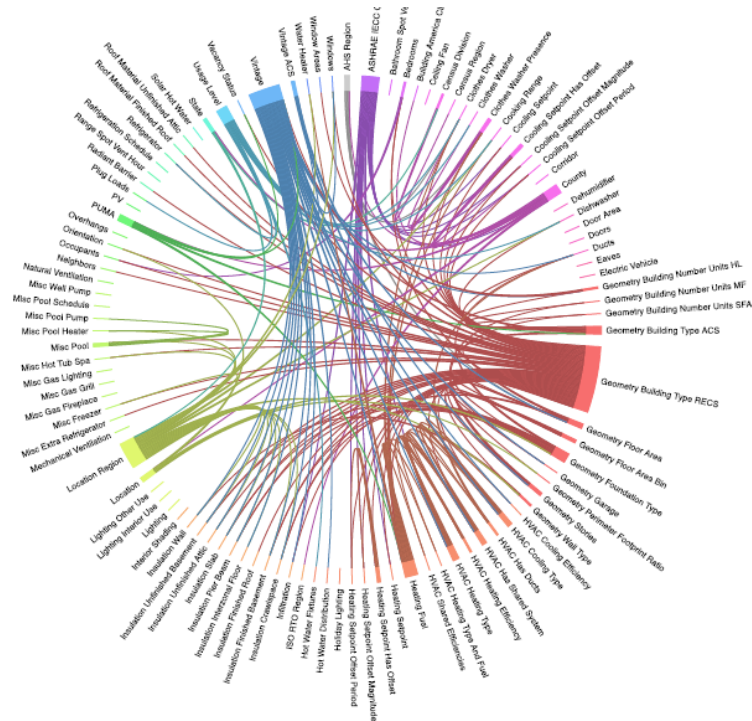 AHS Region
ASHRAE IECC C
Bathroom Spot Ve
Bedrooms
Building America Cl
Ceiling Fan
Census Division
Census Region
Clothes Dryer
Clothes Washer
Clothes Washer Presence
Cooking Range
Cooling Setpoint
Cooling Setpoint Has Offset
Cooling Setpoint Offset Magnitude
Cooling Setpoint Offset Period
Corridor
County
Dehumidifier
Dishwasher
Door Area
Doors
Ducts
Eaves
Electric Vehicle
Geometry Building Number Units HL
Geometry Building Number Units MF
Geometry Building Number Units SFA
Geometry Building Type ACS
Geometry Building Type RECS
Geometry Floor Area
Geometry Floor Area Bin
Geometry Foundation Type
Geometry Garage
Geometry Perimeter Footprint Ratio
Geometry Stories
Geometry Wall Type
HVAC Cooling Efficiency
HVAC Cooling Type
HVAC Has Ducts
HVAC Has Shared System
HVAC Heating Efficiency
HVAC Heating Type
HVAC Heating Type And Fuel
HVAC Shared Efficiencies
Heating Fuel
Heating Setpoint
Heating Setpoint Has Offset
Heating Setpoint Offset Magnitude
Heating Setpoint Offset Period
Holiday Lighting
Hot Water Distribution
Hot Water Fixtures
ISO RTO Region
Infiltration
Insulation Crawlspace
Insulation Finished Basement
Insulation Finished Roof
Insulation Interzonal Floor
Insulation Pier Beam
Insulation Slab
Insulation Unfinished Attic
Insulation Unfinished Basement
Insulation Wall
Interior Shading
Lighting
Lighting Interior Use
Lighting Other Use
Location
Location Region
Mechanical Ventilation
Misc Extra Refrigerator
Misc Freezer
Misc Gas Fireplace
Misc Gas Grill
Misc Gas Lighting
Misc Hot Tub Spa
Misc Pool
Misc Pool Heater
Misc Pool Pump
Misc Pool Schedule
Misc Well Pump
Natural Ventilation
Neighbors
Occupants
Orientation
Overhangs
PUMA
PV
Plug Loads
Radiant Barrier
Range Spot Vent Hour
Refrigeration Schedule
Refrigerator
Roof Material Finished Roof
Roof Material Unfinished Attic
Solar Hot Water
State
Usage Level
Vacancy Status
Vintage
Vintage ACS
Water Heater
Window Areas
Windows